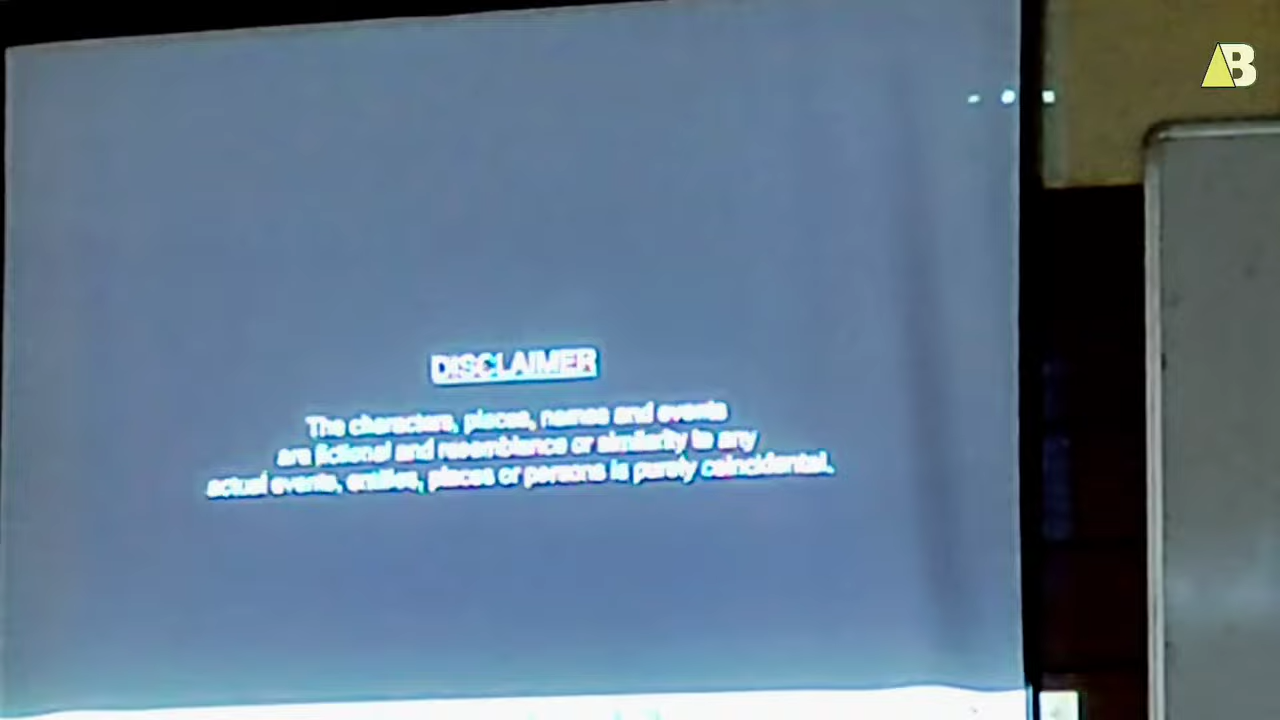 AB
DISCLAIMER
The characters, places, names and events
are fictional and resemblance or similarity to any
actual events, entities, places or persons is purely coincidental.